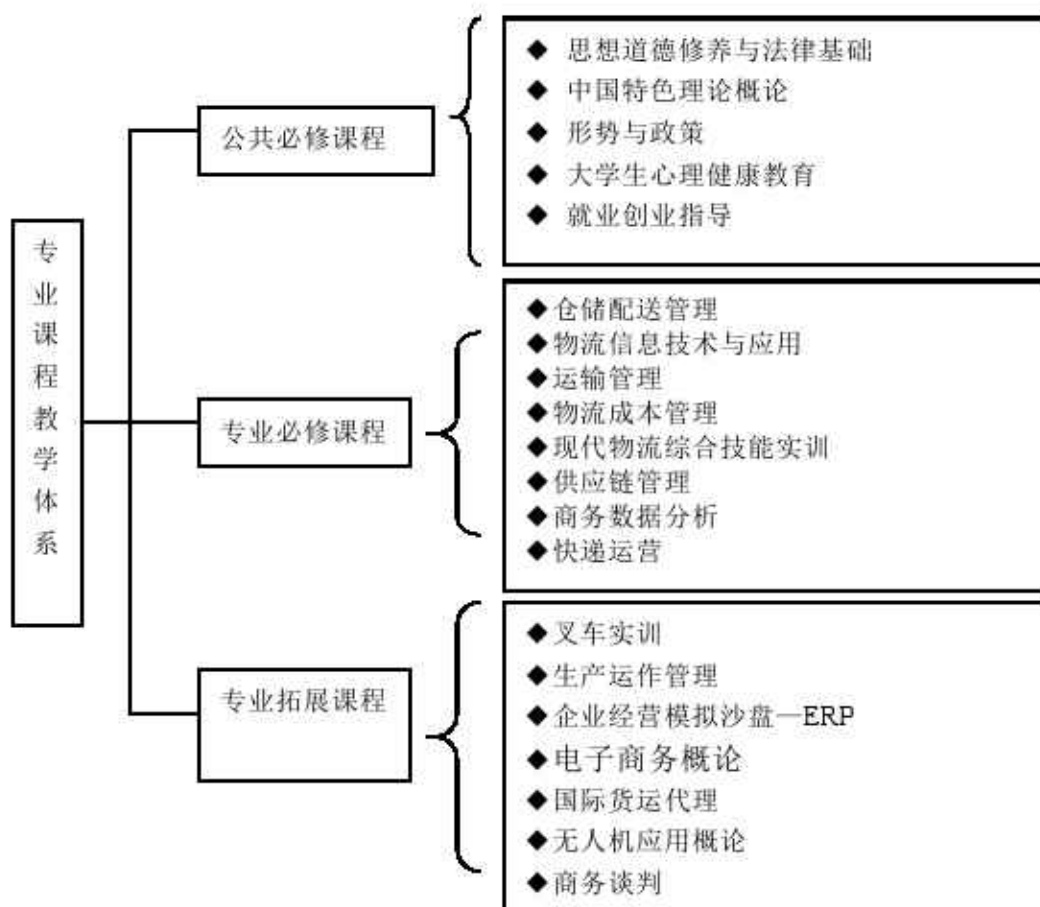 专业课程教学体系
公共必修课程
◆ 思想道德修养与法律基础
◆ 中国特色理论概论
◆ 形势与政策
◆ 大学生心理健康教育
◆ 就业创业指导
专业必修课程
◆仓储配送管理
◆物流信息技术与应用
◆运输管理
◆物流成本管理
◆现代物流综合技能实训
◆供应链管理
◆商务数据分析
◆快递运营
专业拓展课程
◆叉车实训
◆生产运作管理
◆企业经营模拟沙盘—ERP
◆电子商务概论
◆国际货运代理
◆无人机应用概论
◆商务谈判